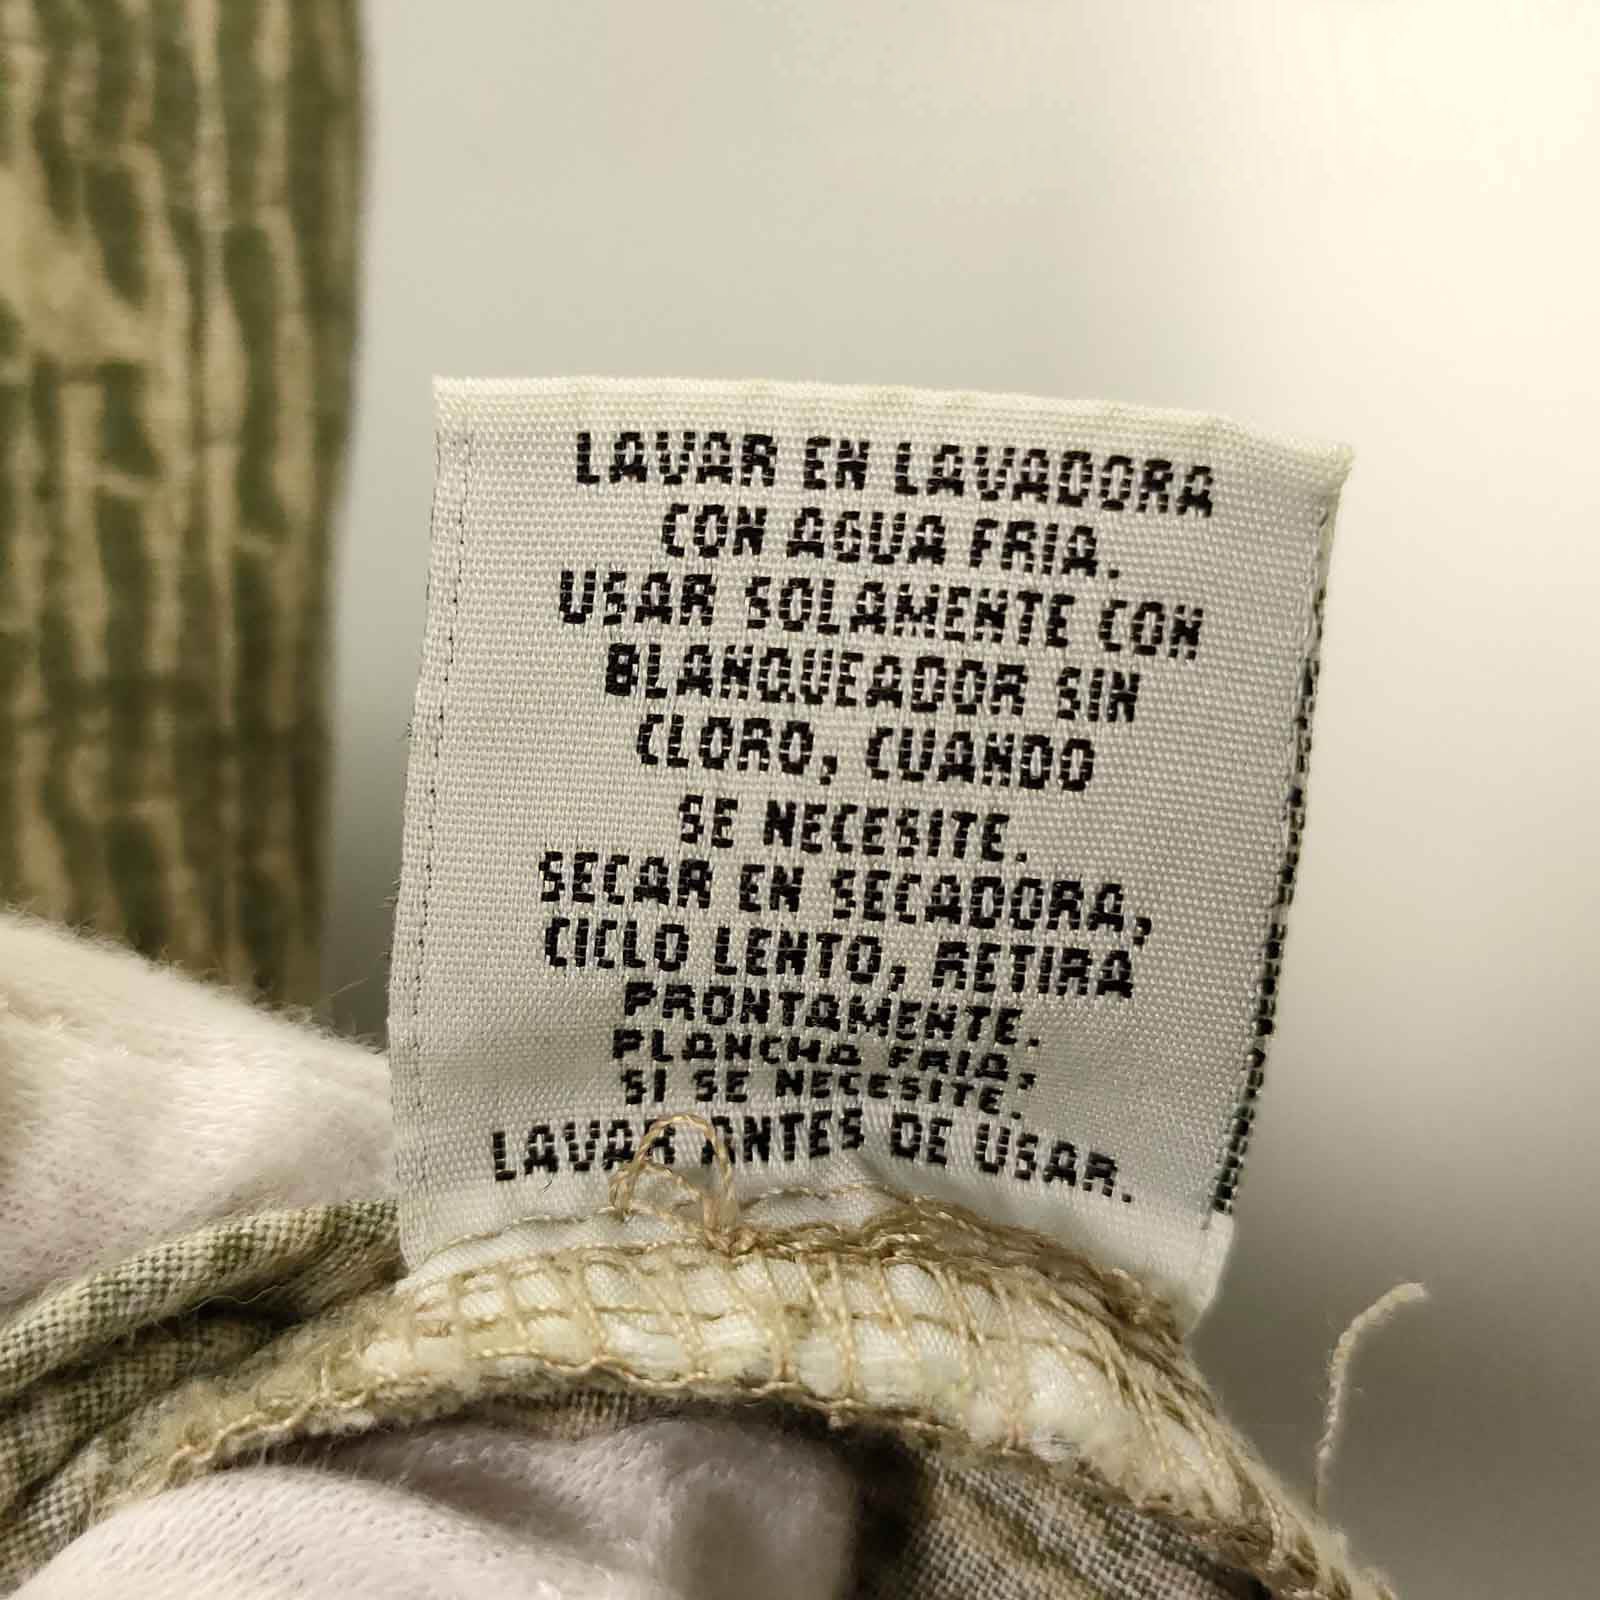 LAVAR EN LAVADORA
CON AGUA FRIA.
USAR SOLAMENTE CON
BLANQUEADOR SIN
CLORO, CUANDO
SE NECESITE.
SECAR EN SECADORA,
CICLO LENTO, RETIRA
PRONTAMENTE.
PLANCHA FRIA,
SI SE NECESITE.
LAVAR ANTES DE USAR.